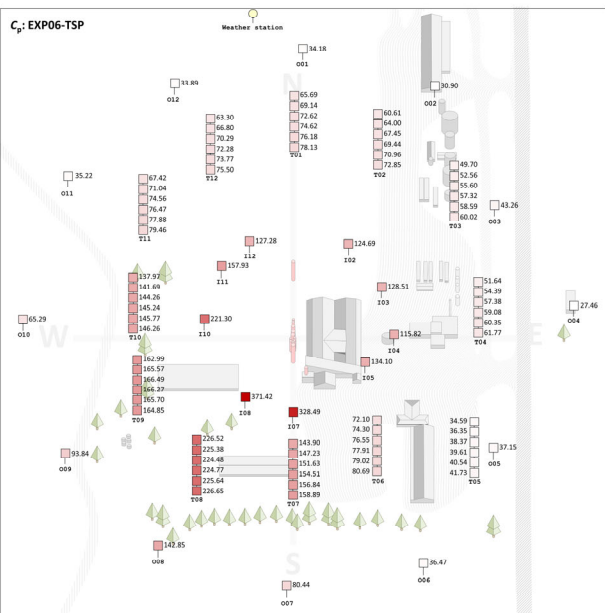 Cp: EXP06-TSP
Weather station
34.18
O01
33.89
O12
30.90
O02
N
65.69
69.14
72.62
74.62
76.18
78.13
T01
60.61
64.00
67.45
69.44
70.96
72.85
T02
63.30
66.80
70.29
72.28
73.77
75.50
T12
49.70
52.56
55.60
57.32
58.59
60.02
T03
35.22
O11
67.42
71.04
74.56
76.47
77.88
79.46
T11
43.26
O03
127.28
I12
124.69
I02
157.93
I11
128.51
I03
137.97
141.69
144.26
145.24
145.77
146.26
T10
51.64
54.39
57.38
59.08
60.35
61.77
T04
27.46
O04
65.29
O10
221.30
I10
W
E
115.82
I04
134.10
I05
162.99
165.57
166.49
166.27
165.70
164.85
T09
371.42
I08
328.49
I07
226.52
225.38
224.48
224.77
225.64
226.65
T08
143.90
147.23
151.63
154.51
156.84
158.89
T07
72.10
74.30
76.55
77.91
79.02
80.69
T06
34.59
36.35
38.37
39.61
40.54
41.73
T05
93.84
O09
37.15
O05
142.85
O08
S
36.47
O06
80.44
O07